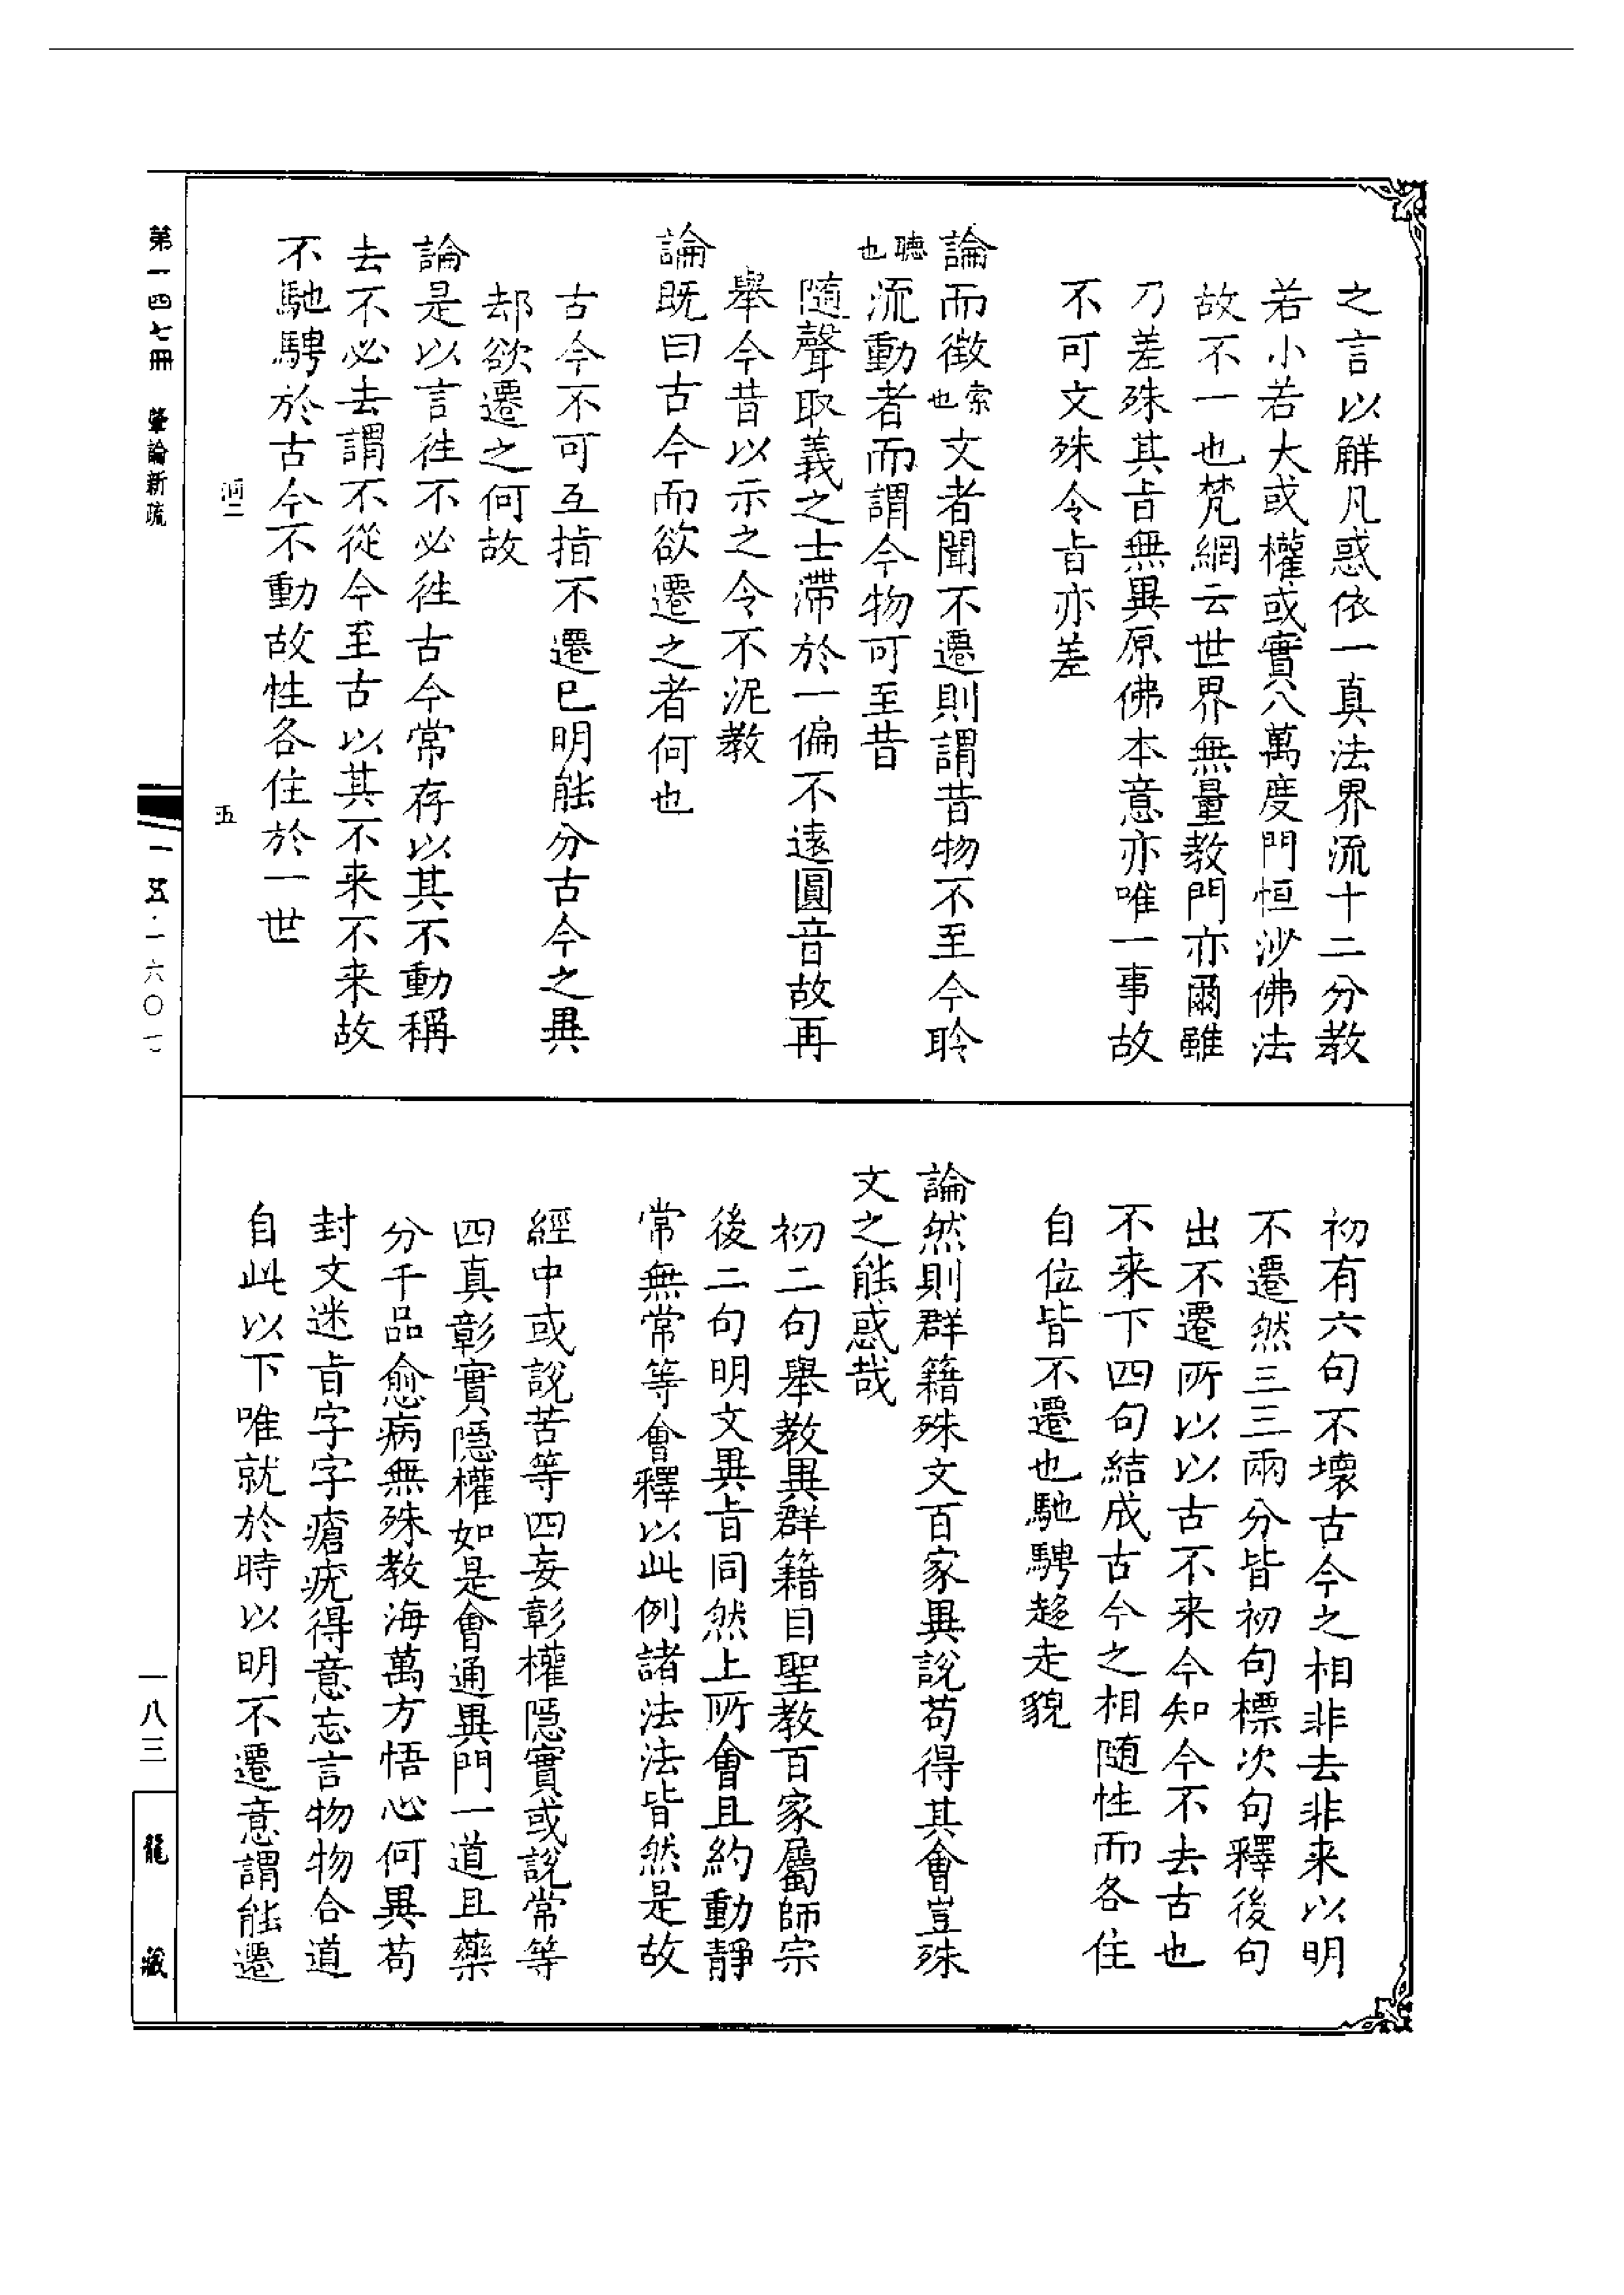 之言以解凡惑依一真法界流十二分教
若小若大或權或實八萬度門恒沙佛法
故不一也梵網云世界無量教門亦爾雖
乃差殊其旨無異原佛本意亦唯一事故
不可文殊令旨亦差
論而徵索也文者聞不遷則謂昔物不至今聆
聽也流動者而謂今物可至昔
隨聲取義之士滯於一偏不遠圓音故再
舉今昔以示之令不泥教
論既曰古今而欲遷之者何也
古今不可互指不遷已明能分古今之異
却欲遷之何故
論是以言徃不必徃古今常存以其不動稱
去不必去謂不從今至古以其不来不来故
不馳騁於古今不動故性各住於一世
初有六句不壞古今之相非去非来以明
不遷然三三兩分皆初句標次句釋後句
出不遷所以以古不来今知今不去古也
不来下四句結成古今之相隨性而各住
自位皆不遷也馳騁趍走貌
論然則群籍殊文百家異說苟得其會豈殊
文之能惑哉
初二句舉教異群籍目聖教百家屬師宗
後二句明文異旨同然上所會且約動靜
常無常等會釋以此例諸法法皆然是故
經中或說苦等四妄彰權隱實或說常等
四真彰實隱權如是會通異門一道且藥
分千品愈病無殊教海萬方悟心何異苟
封文迷旨字字瘡疣得意忘言物物合道
自此以下唯就於時以明不遷意謂能遷
第一四七冊　肇論新疏
五
一五·一六〇七
一八三
龍藏